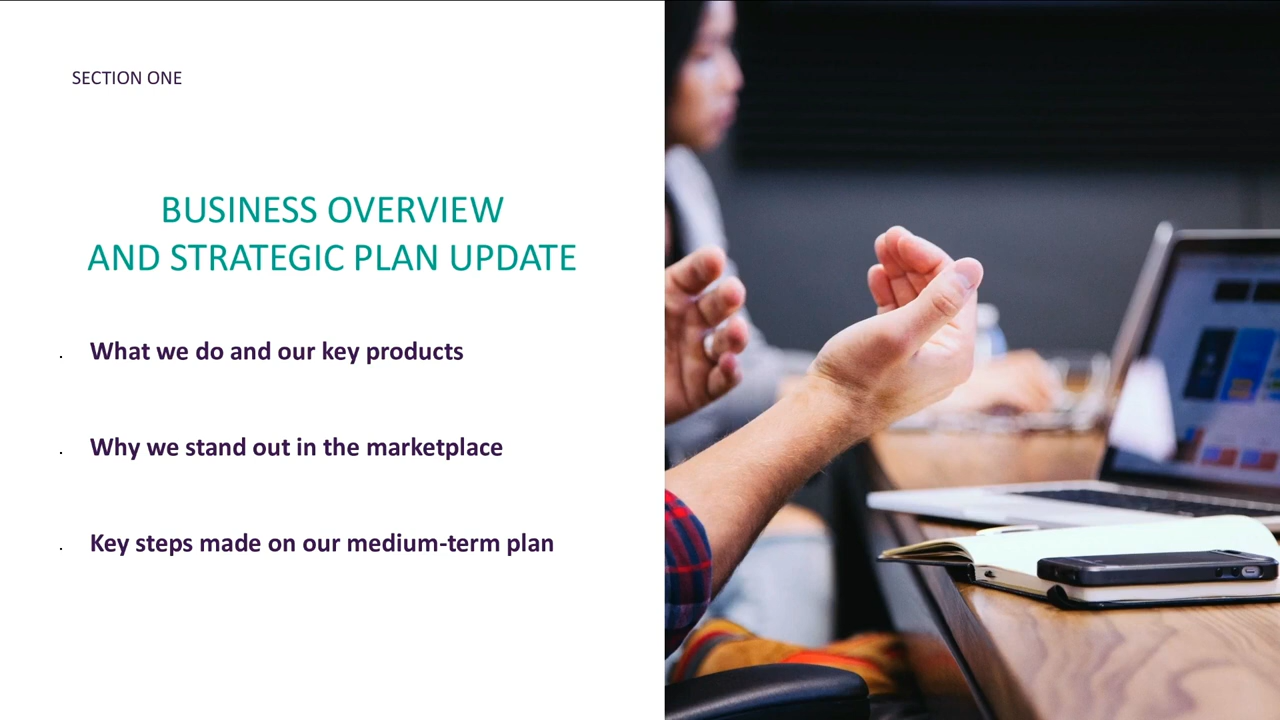 SECTION ONE
BUSINESS OVERVIEW
AND STRATEGIC PLAN UPDATE
. What we do and our key products
. Why we stand out in the marketplace
. Key steps made on our medium-term plan